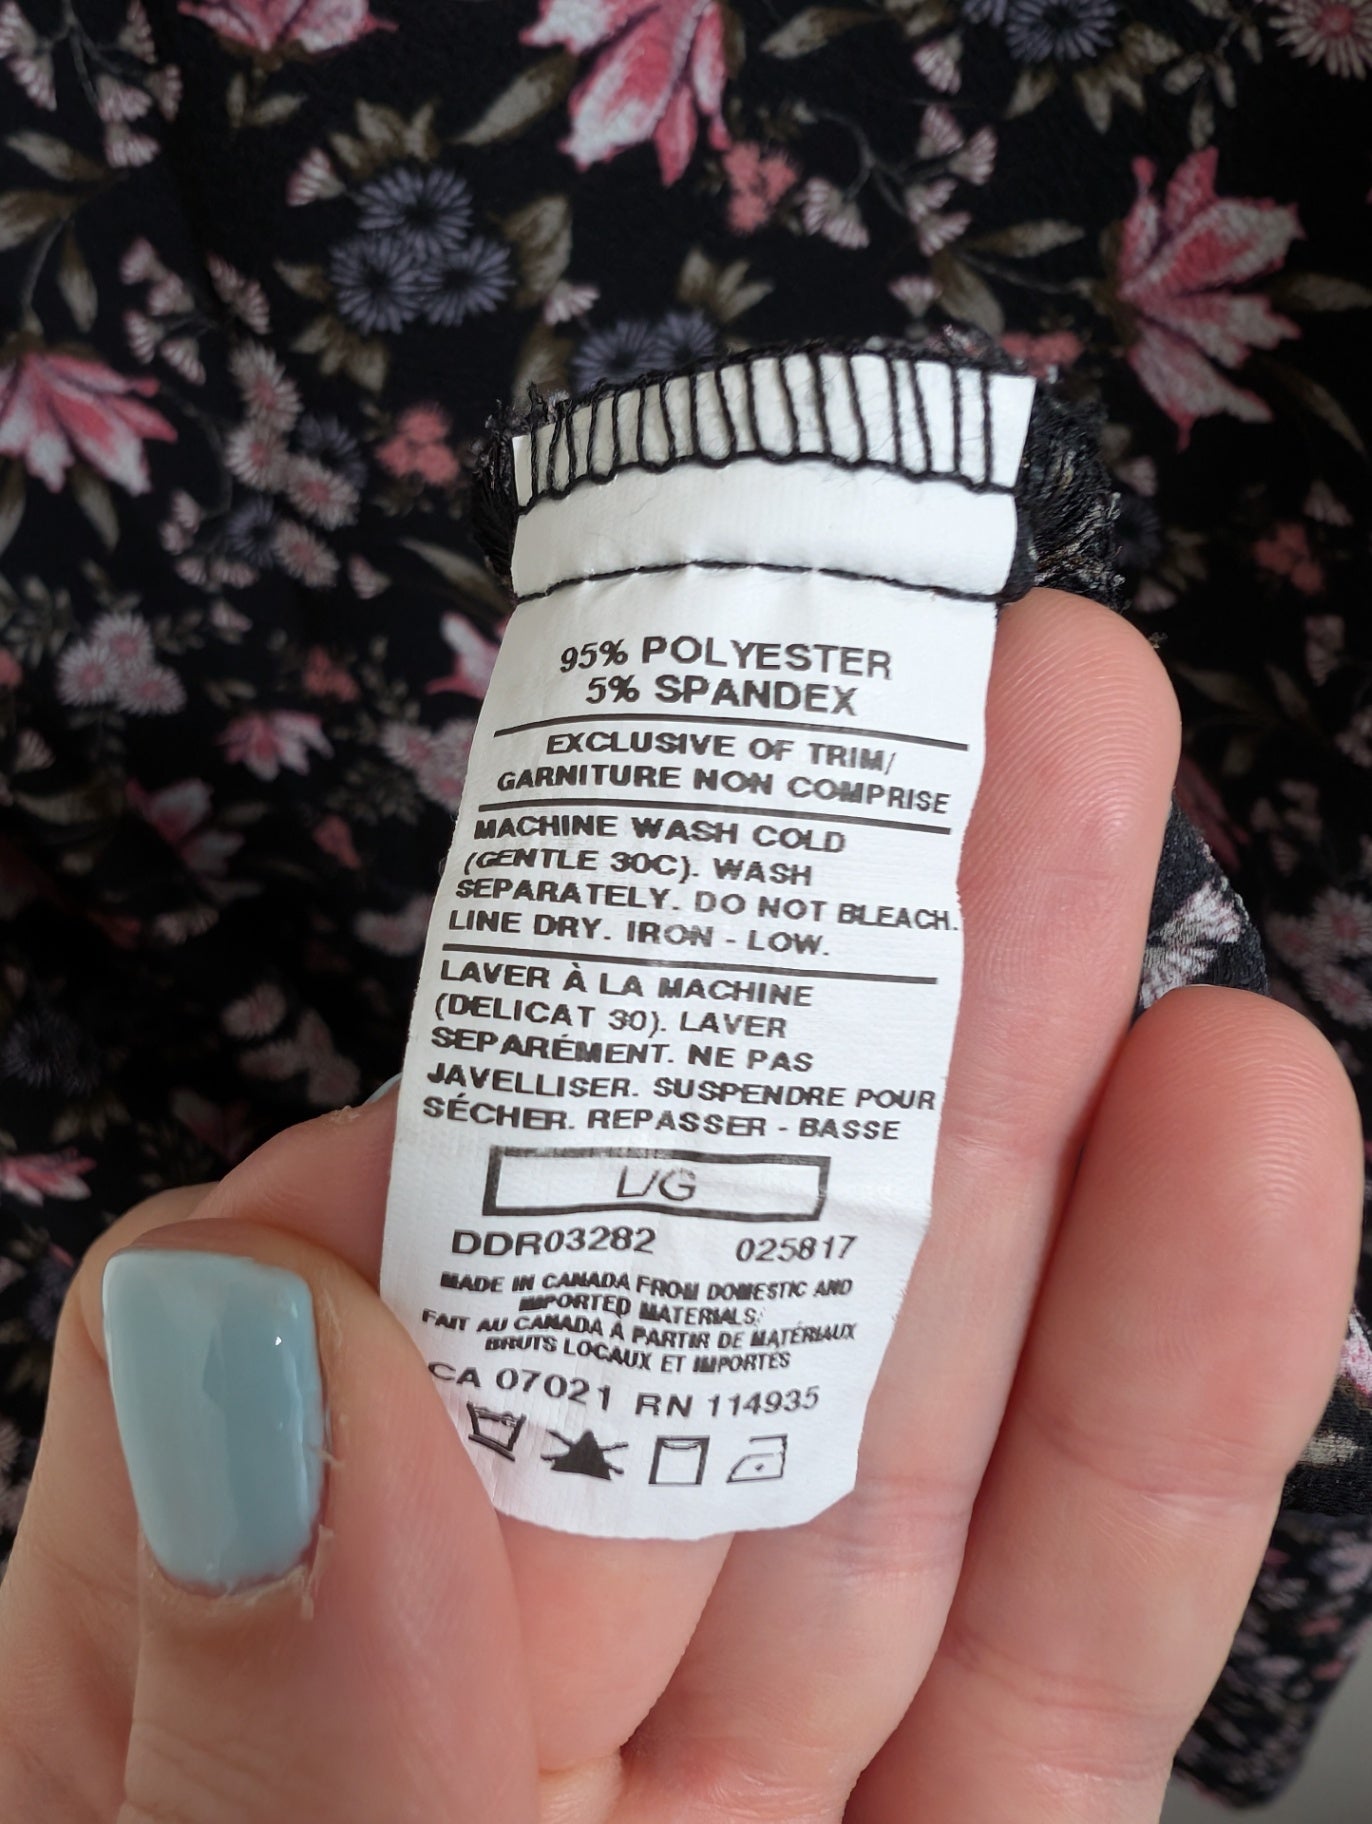 95% POLYESTER
5% SPANDEX
EXCLUSIVE OF TRIM/
GARNITURE NON COMPRISE
MACHINE WASH COLD
(GENTLE 30C). WASH
SEPARATELY. DO NOT BLEACH.
LINE DRY. IRON - LOW.
LAVER À LA MACHINE
(DELICAT 30). LAVER
SEPARÉMENT. NE PAS
JAVELLISER. SUSPENDRE POUR
SÉCHER. REPASSER - BASSE
L/G
DDR03282 025817
MADE IN CANADA FROM DOMESTIC AND
IMPORTED MATERIALS/
FAIT AU CANADA À PARTIR DE MATÉRIAUX
BRUTS LOCAUX ET IMPORTÉS
CA 07021 RN 114935